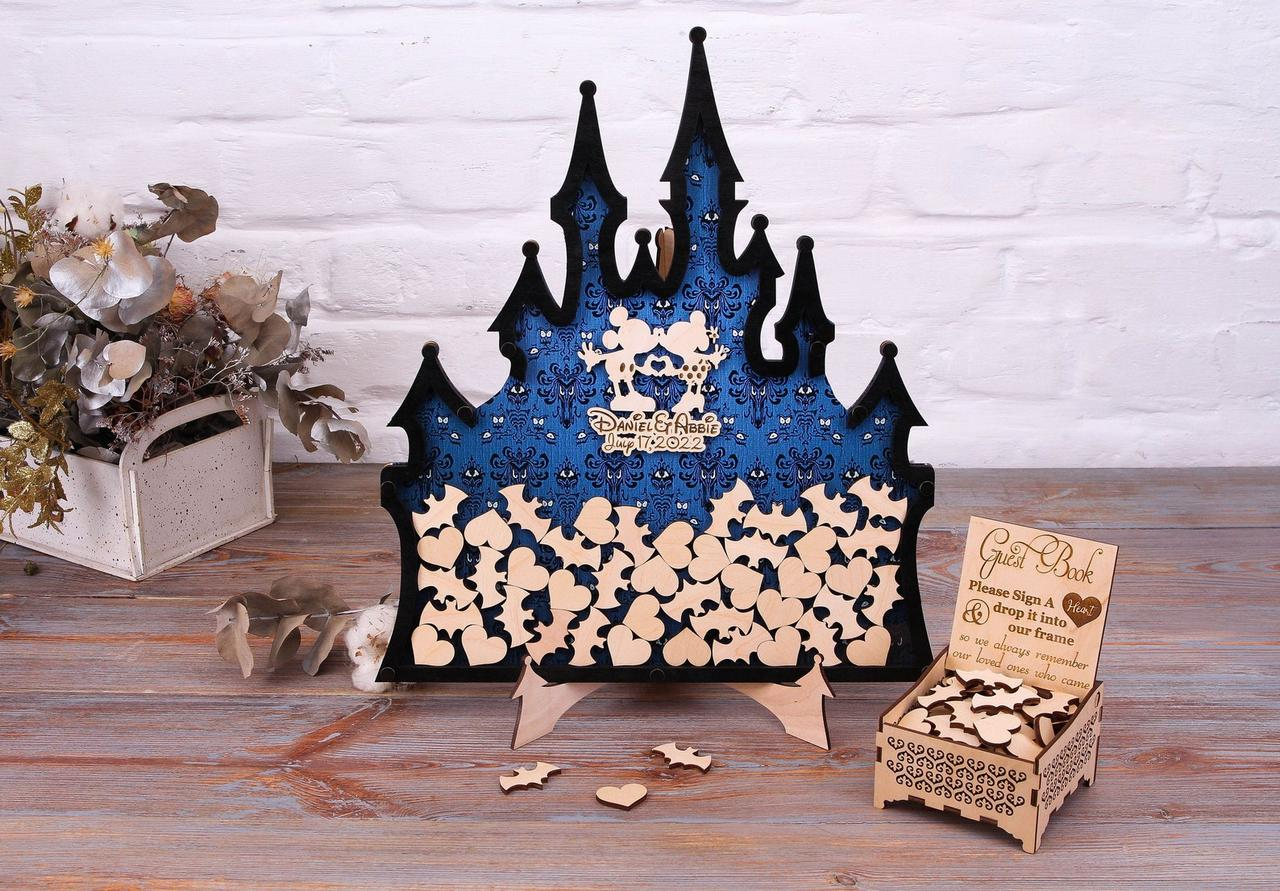 Daniel & Abbie
July 17•2022
Guest Book
Please Sign A
& drop it into Heart
our frame
so we always remember
our loved ones who came